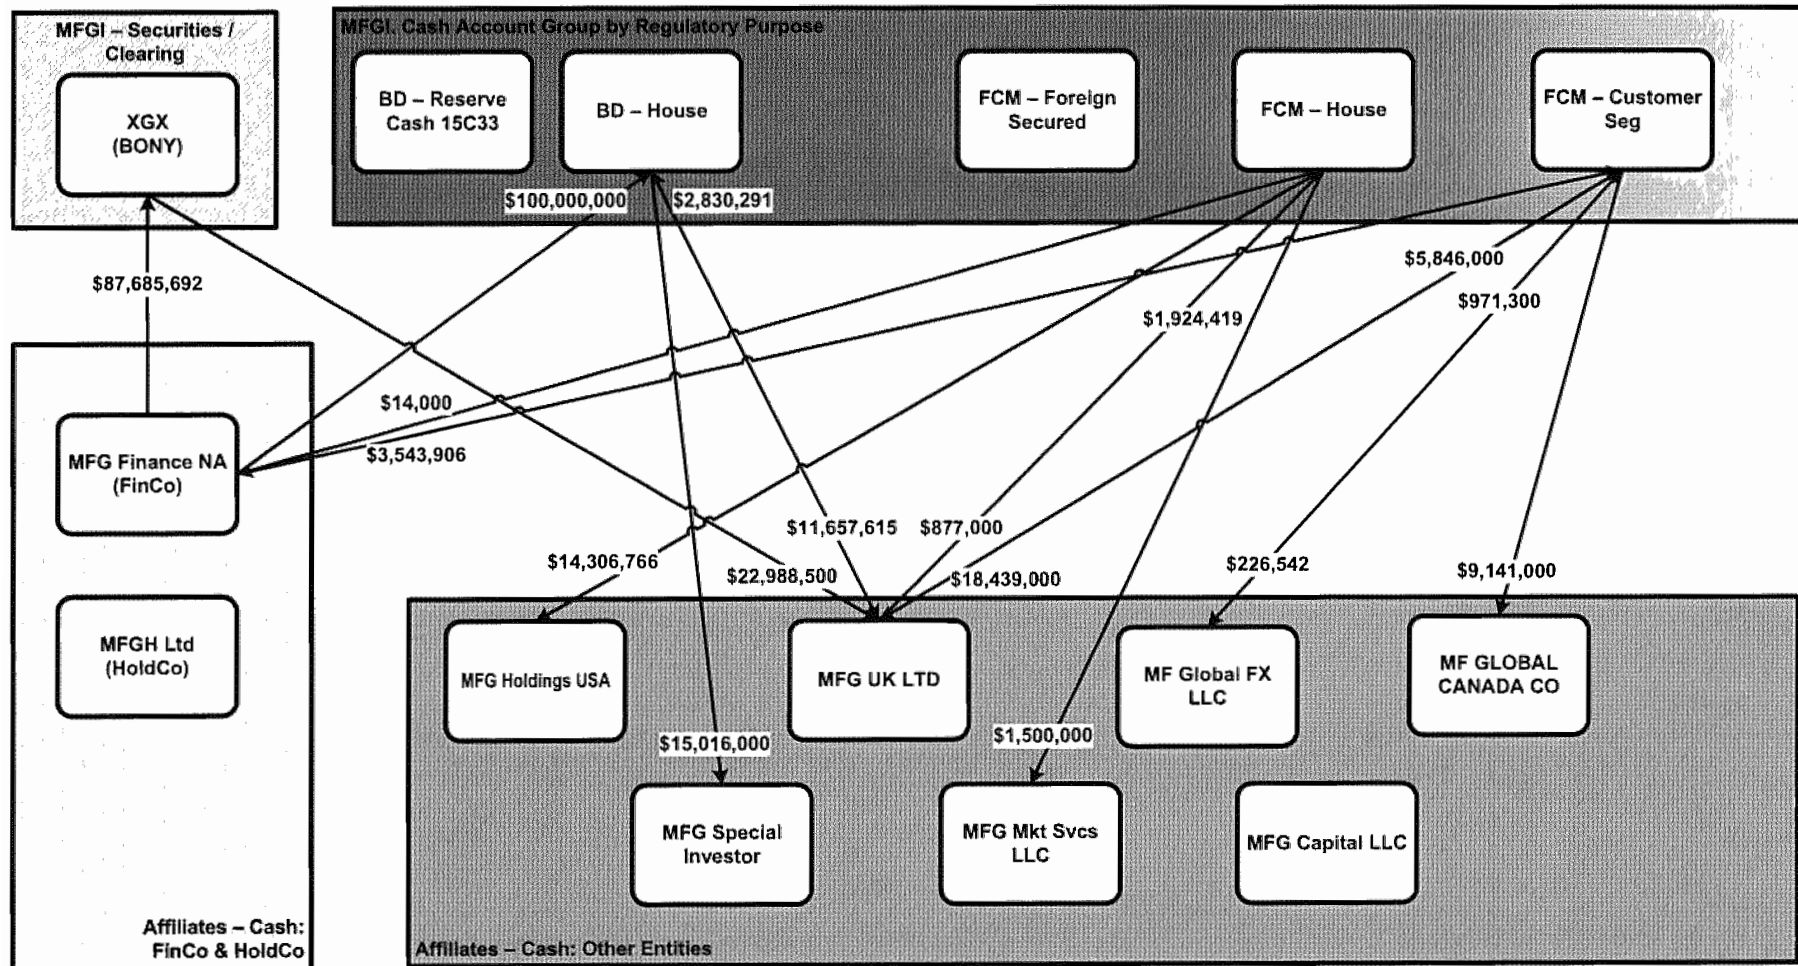 MFGI – Securities /
Clearing
XGX
(BONY)
MFGI. Cash Account Group by Regulatory Purpose
BD – Reserve
Cash 15C33
BD – House
FCM – Foreign
Secured
FCM – House
FCM – Customer
Seg
$100,000,000
$2,830,291
$87,685,692
$5,846,000
$971,300
$1,924,419
$14,000
$3,543,906
MFG Finance NA
(FinCo)
MFGH Ltd
(HoldCo)
Affiliates – Cash:
FinCo & HoldCo
$14,306,766
$22,988,500
$11,657,615
$877,000
$18,439,000
$226,542
$9,141,000
MFG Holdings USA
MFG UK LTD
MF Global FX
LLC
MF GLOBAL
CANADA CO
$15,016,000
$1,500,000
MFG Special
Investor
MFG Mkt Svcs
LLC
MFG Capital LLC
Affiliates – Cash: Other Entities